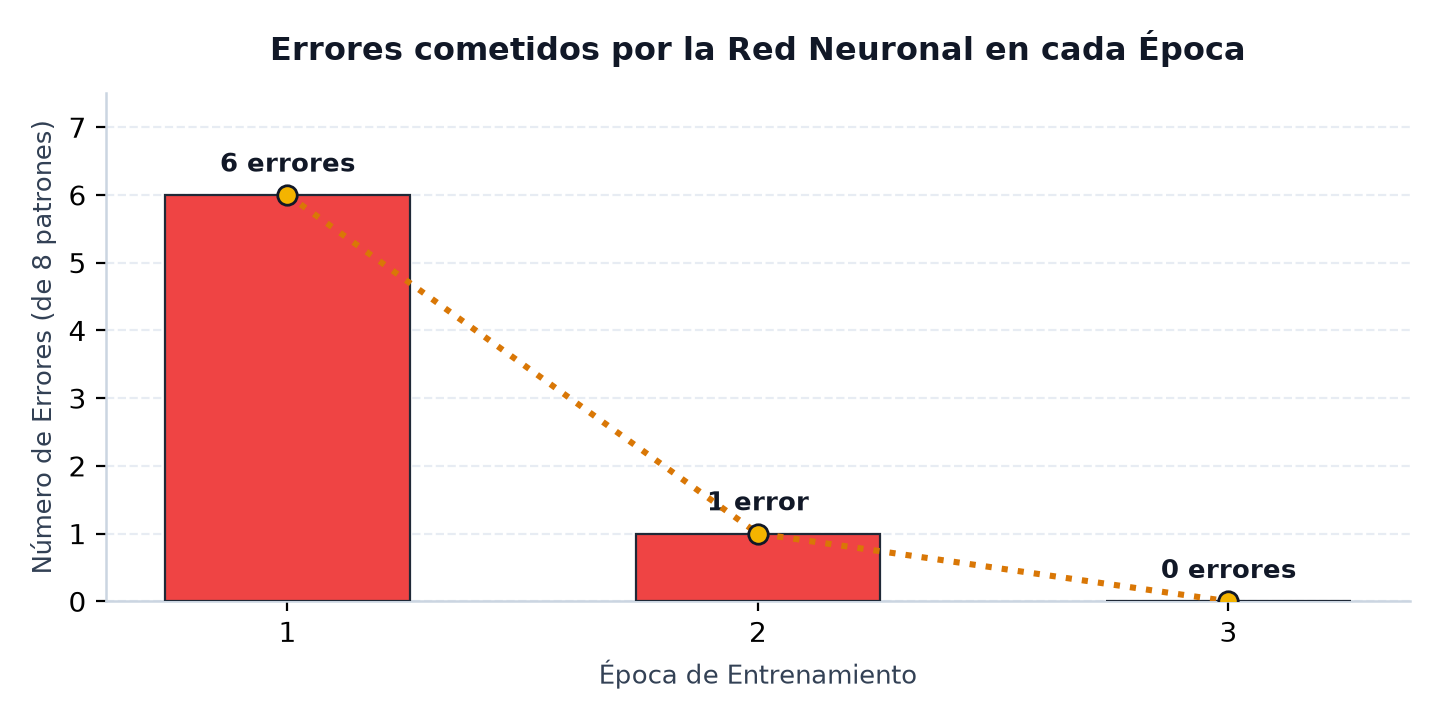 Errores cometidos por la Red Neuronal en cada Época
Número de Errores (de 8 patrones)
7
6
5
4
3
2
1
0
6 errores
1 error
0 errores
1
2
3
Época de Entrenamiento